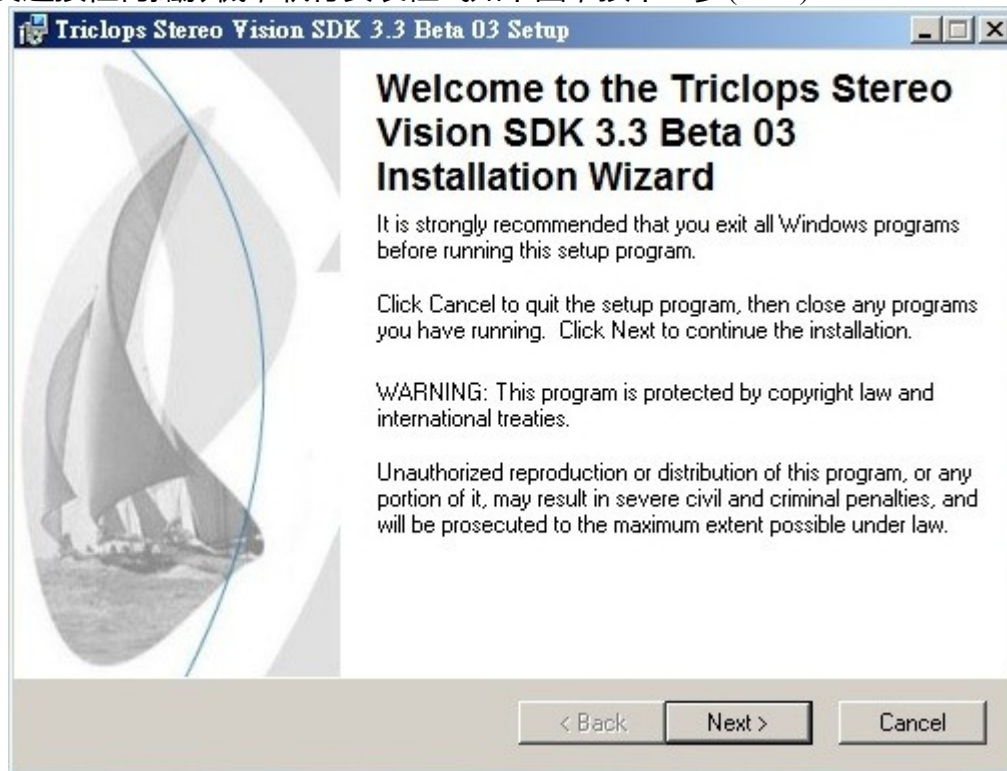 Triclops Stereo Vision SDK 3.3 Beta 03 Setup
Welcome to the Triclops Stereo
Vision SDK 3.3 Beta 03
Installation Wizard
It is strongly recommended that you exit all Windows programs
before running this setup program.
Click Cancel to quit the setup program, then close any programs
you have running.  Click Next to continue the installation.
WARNING: This program is protected by copyright law and
international treaties.
Unauthorized reproduction or distribution of this program, or any
portion of it, may result in severe civil and criminal penalties, and
will be prosecuted to the maximum extent possible under law.
< Back
Next >
Cancel